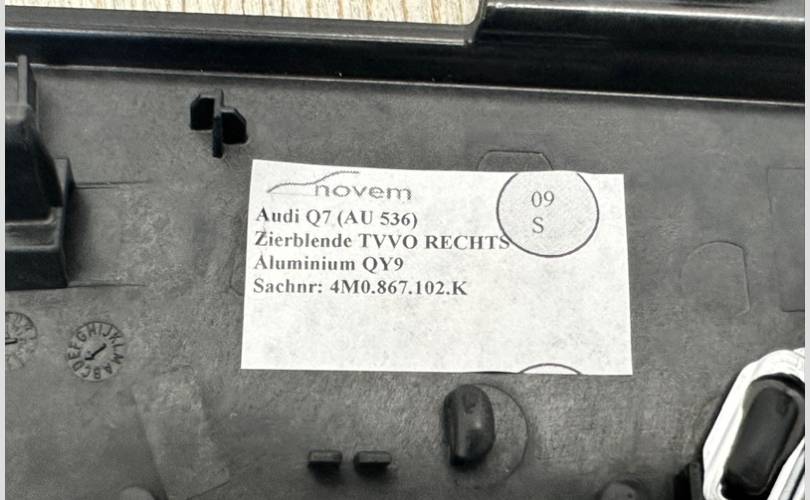 novem
09
S
Audi Q7 (AU 536)
Zierblende TVVO RECHTS
Aluminium QY9
Sachnr: 4M0.867.102.K